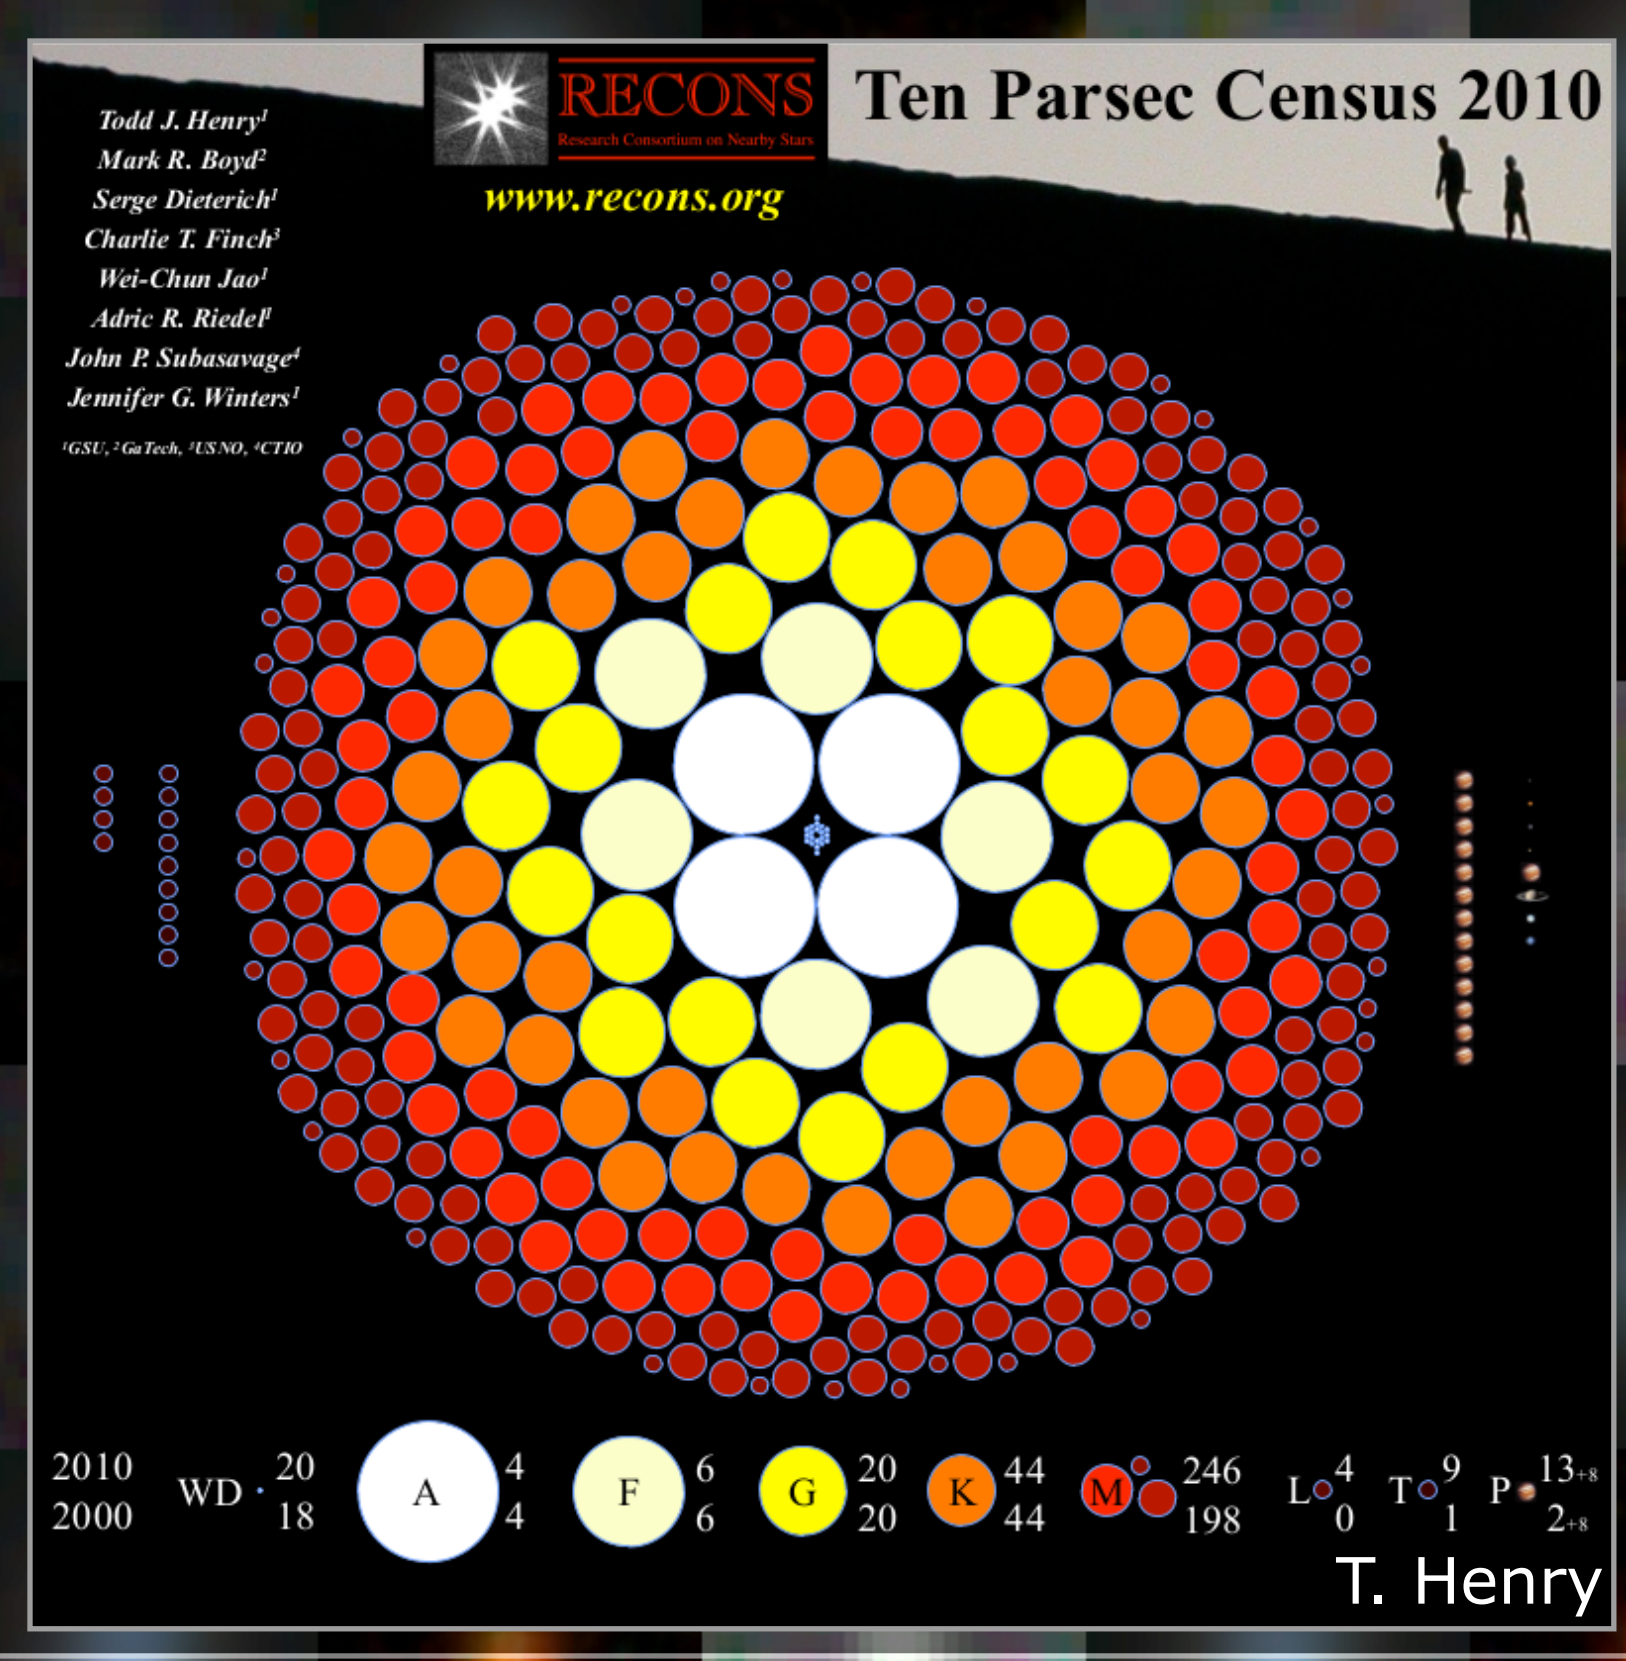 RECONS
Research Consortium on Nearby Stars
www.recons.org
Ten Parsec Census 2010
Todd J. Henry¹
Mark R. Boyd²
Serge Dieterich¹
Charlie T. Finch³
Wei-Chun Jao¹
Adric R. Riedel¹
John P. Subasavage⁴
Jennifer G. Winters¹
¹GSU, ²GaTech, ³USNO, ⁴CTIO
2010 20 4 6 20 44 246 4 9 13+8
WD A F G K M L T P
2000 18 4 6 20 44 198 0 1 2+8
T. Henry